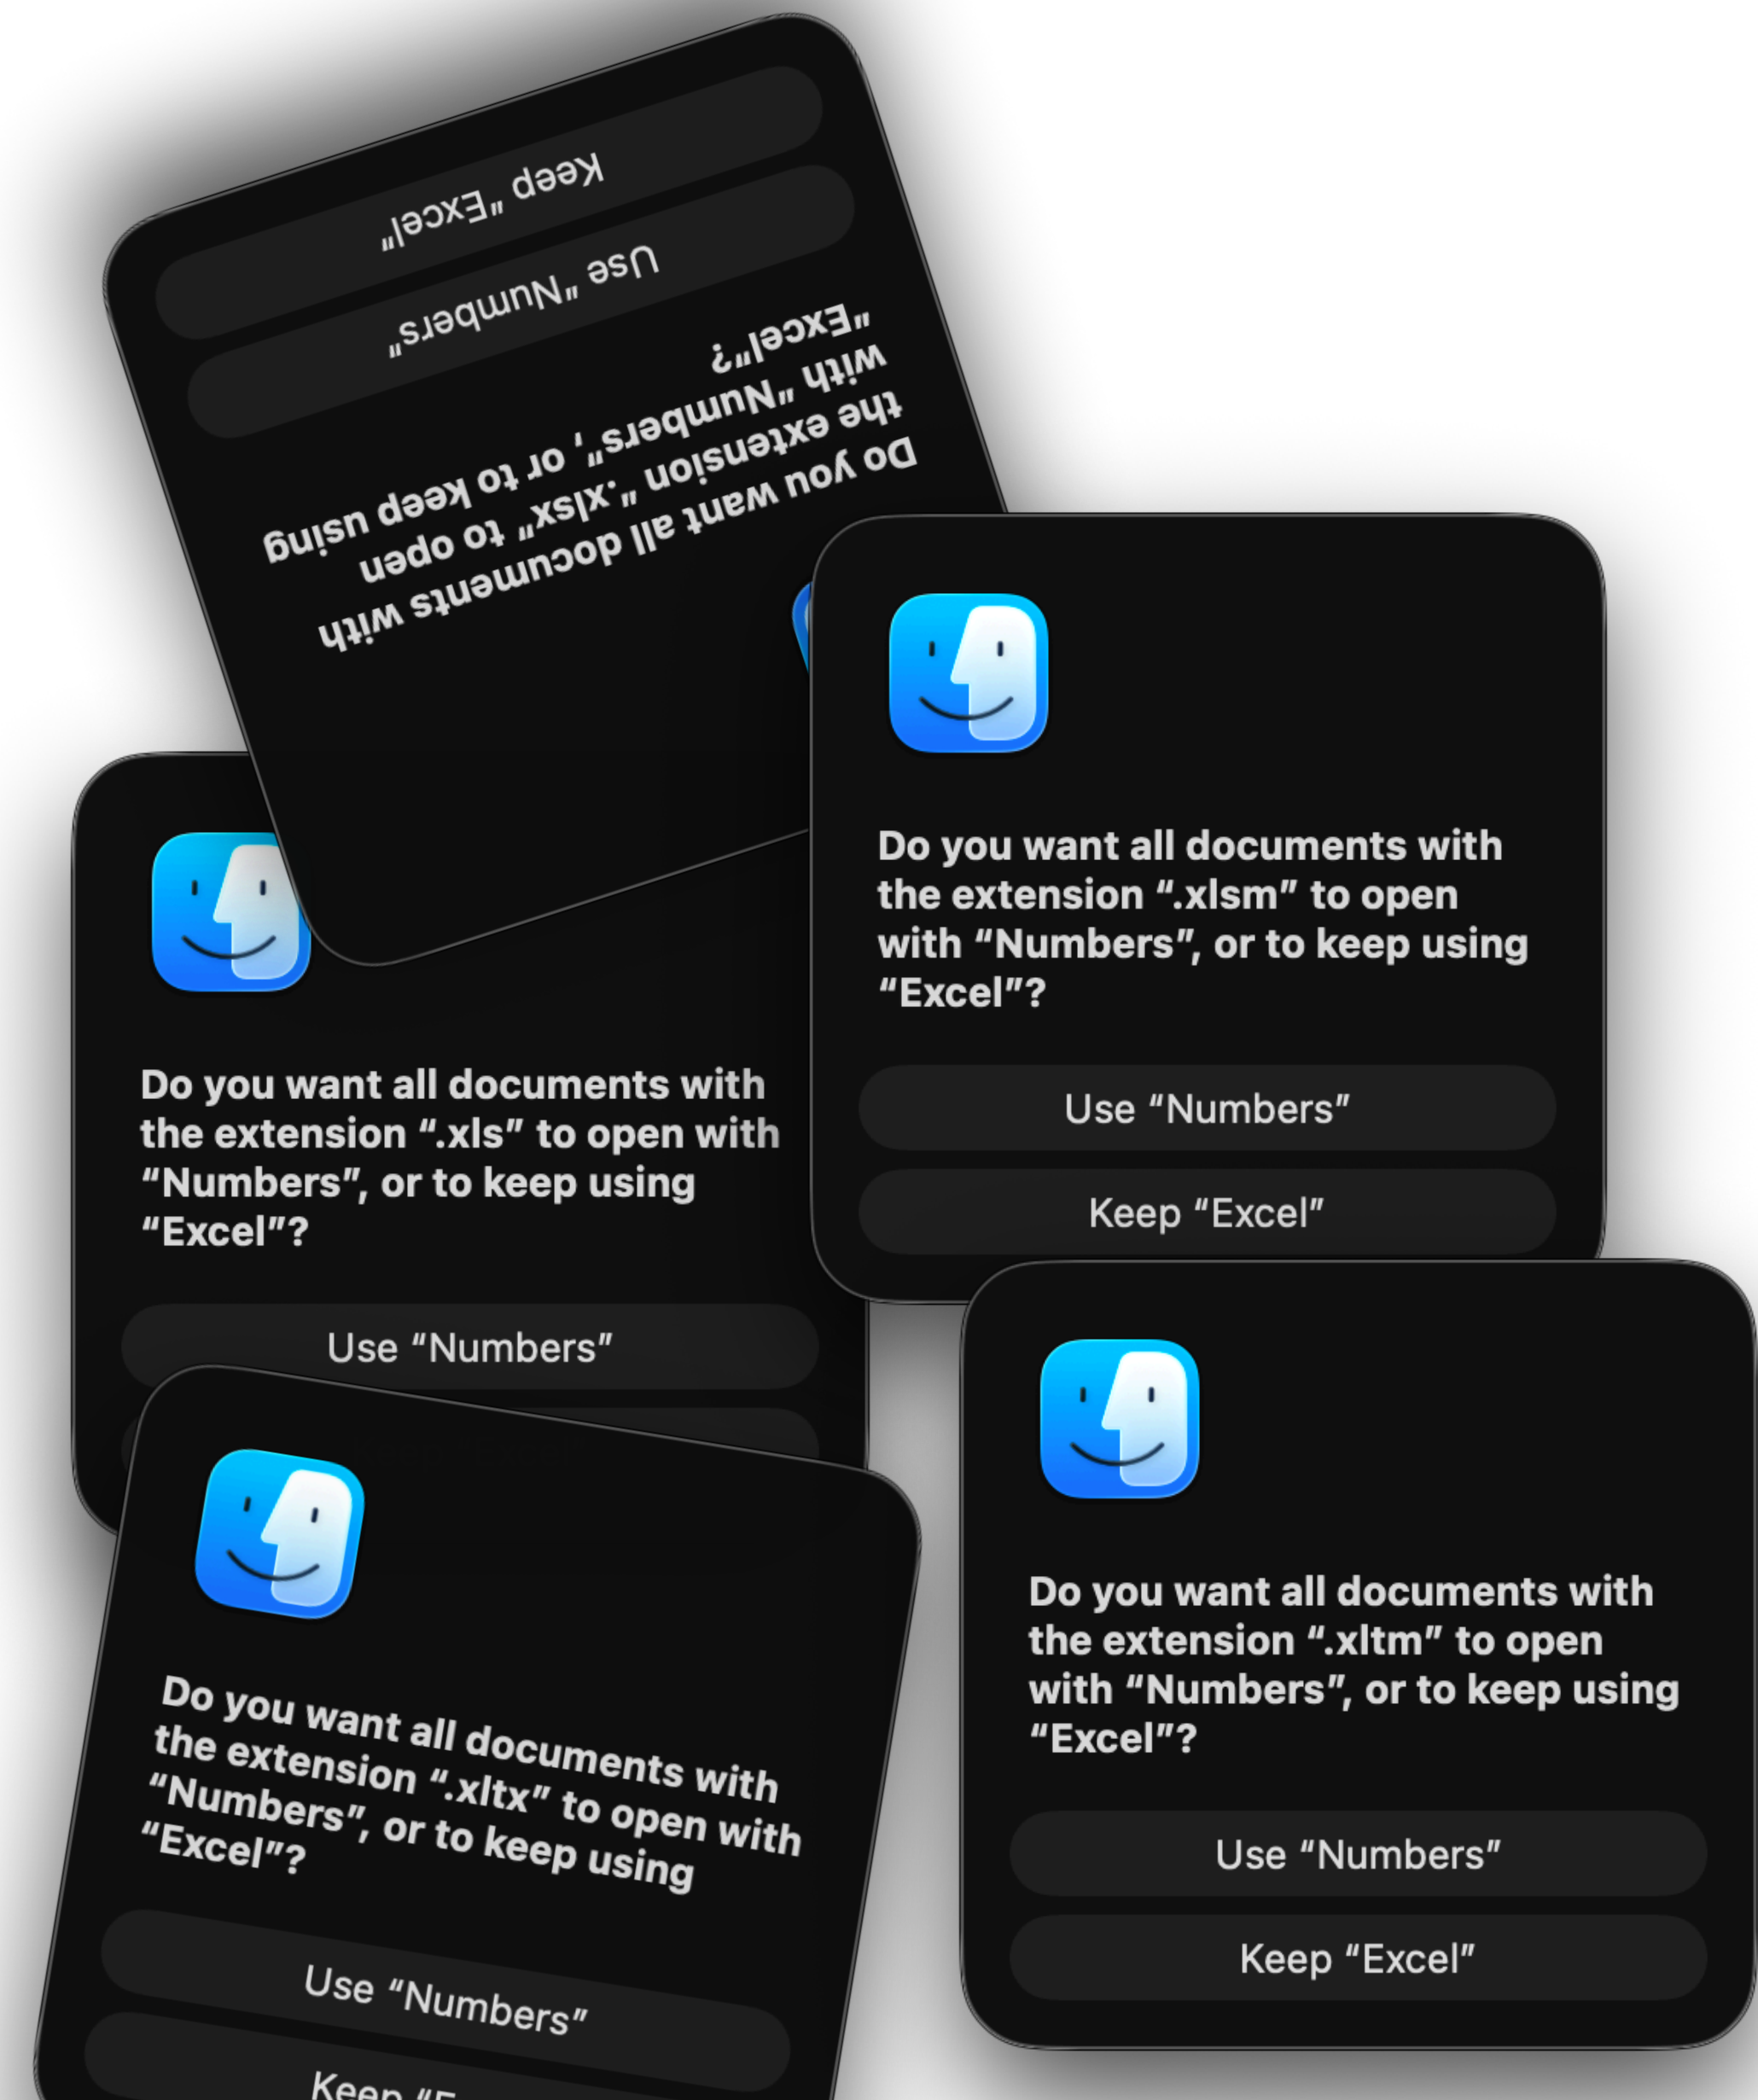 Do you want all documents with
the extension “.xlsx” to open
with “Numbers”, or to keep using
“Excel”?
Use “Numbers”
Keep “Excel”
Do you want all documents with
the extension “.xlsm” to open
with “Numbers”, or to keep using
“Excel”?
Use “Numbers”
Keep “Excel”
Do you want all documents with
the extension “.xls” to open with
“Numbers”, or to keep using
“Excel”?
Use “Numbers”
Do you want all documents with
the extension “.xltm” to open
with “Numbers”, or to keep using
“Excel”?
Use “Numbers”
Keep “Excel”
Do you want all documents with
the extension “.xltx” to open with
“Numbers”, or to keep using
“Excel”?
Use “Numbers”
Keep